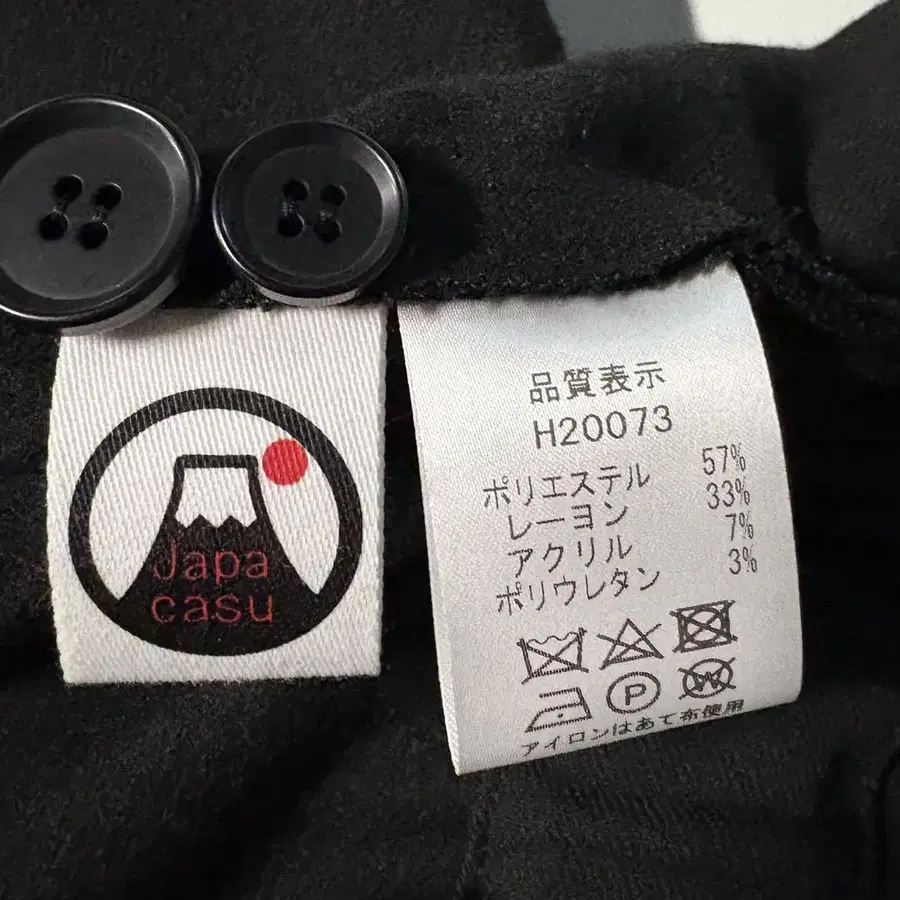 Japa
casu
品質表示
H20073
ポリエステル 57%
レーヨン 33%
アクリル 7%
ポリウレタン 3%
P
W
アイロンはあて布使用